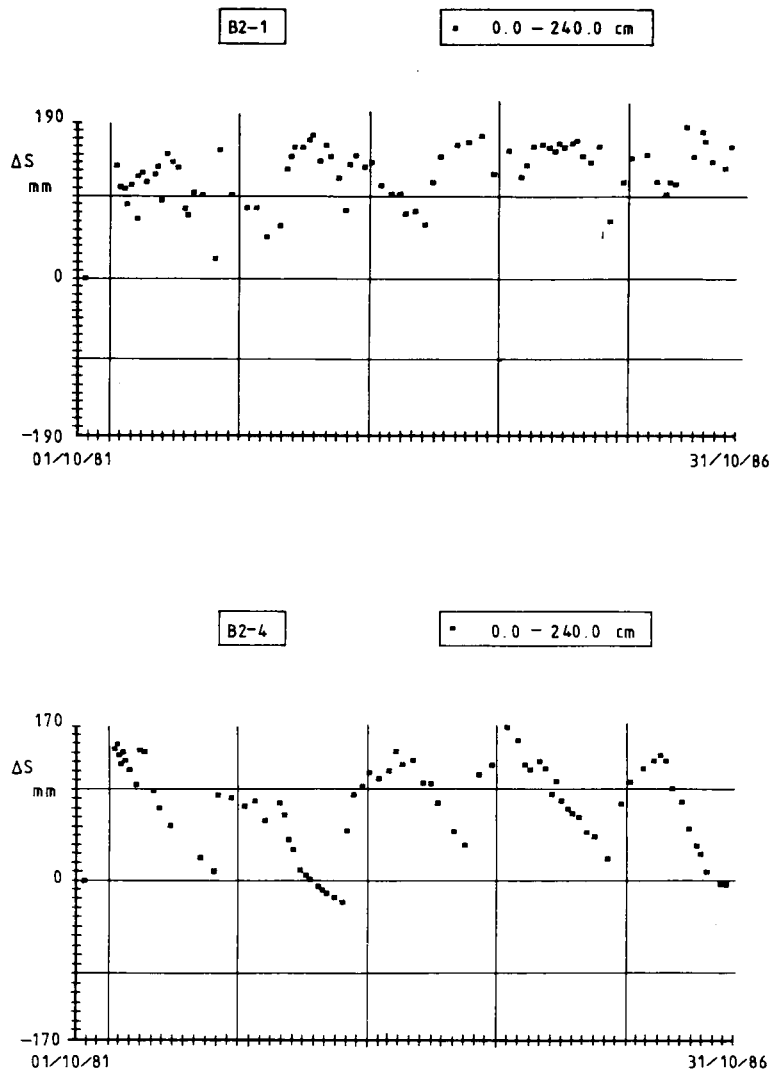 B2-1
▪ 0.0 - 240.0 cm
190
ΔS
mm
0
-190
01/10/81
31/10/86
B2-4
▪ 0.0 - 240.0 cm
170
ΔS
mm
0
-170
01/10/81
31/10/86